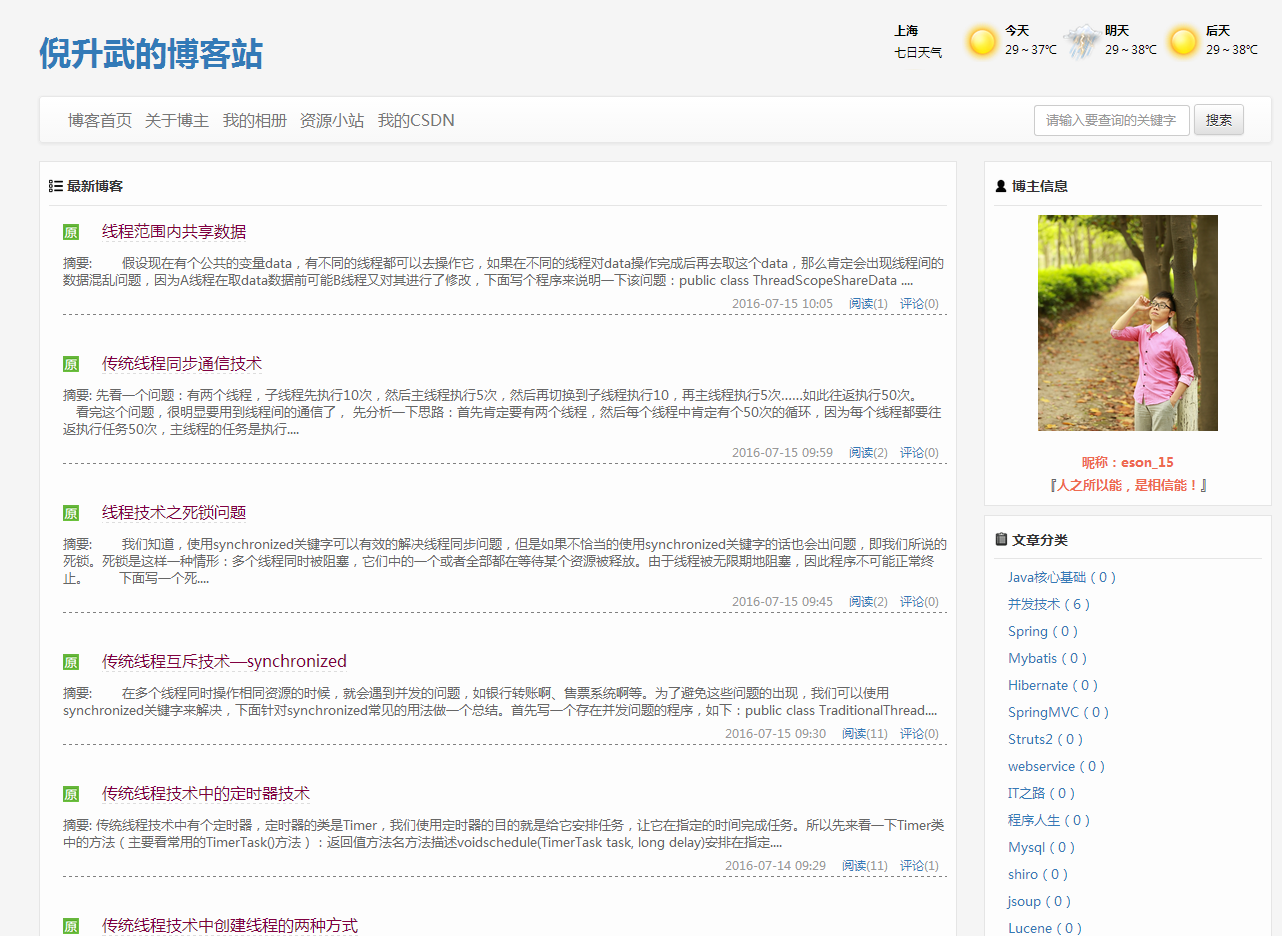 倪升武的博客站
上海
七日天气
今天
29～37℃
明天
29～38℃
后天
29～38℃
博客首页 关于博主 我的相册 资源小站 我的CSDN
请输入要查询的关键字 搜索
最新博客
原 线程范围内共享数据
摘要: 假设现在有个公共的变量data，有不同的线程都可以去操作它，如果在不同的线程对data操作完成后再去取这个data，那么肯定会出现线程间的
数据混乱问题，因为A线程在取data数据前可能B线程又对其进行了修改，下面写个程序来说明一下该问题：public class ThreadScopeShareData ....
2016-07-15 10:05 阅读(1) 评论(0)
原 传统线程同步通信技术
摘要: 先看一个问题：有两个线程，子线程先执行10次，然后主线程执行5次，然后再切换到子线程执行10，再主线程执行5次……如此往返执行50次。
看完这个问题，很明显要用到线程间的通信了， 先分析一下思路：首先肯定要有两个线程，然后每个线程中肯定有个50次的循环，因为每个线程都要往
返执行任务50次，主线程的任务是执行....
2016-07-15 09:59 阅读(2) 评论(0)
原 线程技术之死锁问题
摘要: 我们知道，使用synchronized关键字可以有效的解决线程同步问题，但是如果不恰当的使用synchronized关键字的话也会出问题，即我们所说的
死锁。死锁是这样一种情形：多个线程同时被阻塞，它们中的一个或者全部都在等待某个资源被释放。由于线程被无限期地阻塞，因此程序不可能正常终
止。 下面写一个死....
2016-07-15 09:45 阅读(2) 评论(0)
原 传统线程互斥技术—synchronized
摘要: 在多个线程同时操作相同资源的时候，就会遇到并发的问题，如银行转账啊、售票系统啊等。为了避免这些问题的出现，我们可以使用
synchronized关键字来解决，下面针对synchronized常见的用法做一个总结。首先写一个存在并发问题的程序，如下：public class TraditionalThread....
2016-07-15 09:30 阅读(11) 评论(0)
原 传统线程技术中的定时器技术
摘要: 传统线程技术中有个定时器，定时器的类是Timer，我们使用定时器的目的就是给它安排任务，让它在指定的时间完成任务。所以先来看一下Timer类
中的方法（主要看常用的TimerTask()方法）：返回值方法名方法描述voidschedule(TimerTask task, long delay)安排在指定....
2016-07-14 09:29 阅读(11) 评论(1)
原 传统线程技术中创建线程的两种方式
博主信息
昵称：eson_15
『人之所以能，是相信能！』
文章分类
Java核心基础 ( 0 )
并发技术 ( 6 )
Spring ( 0 )
Mybatis ( 0 )
Hibernate ( 0 )
SpringMVC ( 0 )
Struts2 ( 0 )
webservice ( 0 )
IT之路 ( 0 )
程序人生 ( 0 )
Mysql ( 0 )
shiro ( 0 )
jsoup ( 0 )
Lucene ( 0 )